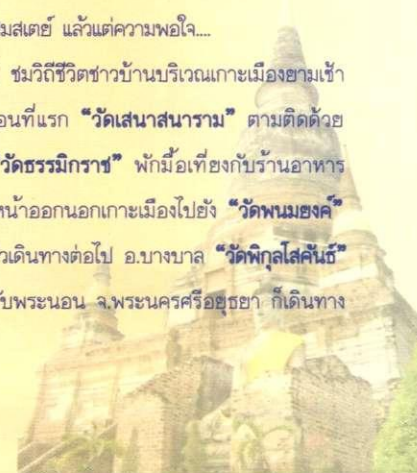 มสเตย์ แล้วแต่ความพอใจ....
ชมวิถีชีวิตชาวบ้านบริเวณเกาะเมืองยามเช้า
อนที่แรก “วัดเสนาสนาราม” ตามติดด้วย
วัดธรรมิกราช” พักมื้อเที่ยงกับร้านอาหาร
หน้าออกนอกเกาะเมืองไปยัง “วัดพนมยงค์”
วเดินทางต่อไป อ.บางบาล “วัดพิกุลโสคันธ์”
ับพระนอน จ.พระนครศรีอยุธยา ก็เดินทาง